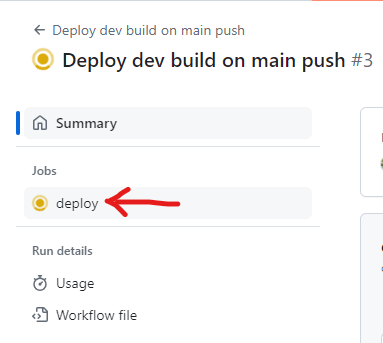 Deploy dev build on main push
Deploy dev build on main push #3
Summary
Jobs
deploy
Run details
Usage
Workflow file